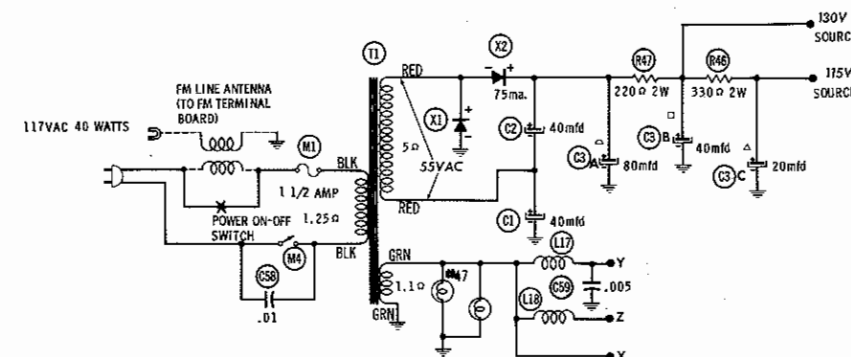 130V
SOURCE
X2
T1
RED
R47
R46
115V
SOURCE
75ma.
220Ω 2W
330Ω 2W
FM LINE ANTENNA
(TO FM TERMINAL
BOARD)
117VAC 40 WATTS
M1
X1
C2
40mfd
5Ω
55VAC
C3 A
80mfd
C3 B
40mfd
C3 C
20mfd
BLK
1 1/2 AMP
1.25Ω
POWER ON-OFF
SWITCH
M4
BLK
RED
C1
40mfd
C58
.01
GRN
1.1Ω
GRN
#47
L17
Y
C59
.005
L18
Z